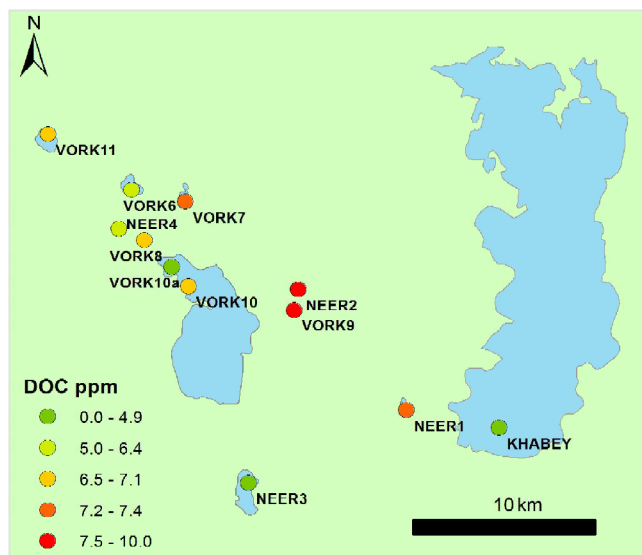 N
VORK11
VORK6
VORK7
NEER4
VORK8
VORK10a
VORK10
NEER2
VORK9
NEER1
KHABEY
NEER3
DOC ppm
0.0 - 4.9
5.0 - 6.4
6.5 - 7.1
7.2 - 7.4
7.5 - 10.0
10 km